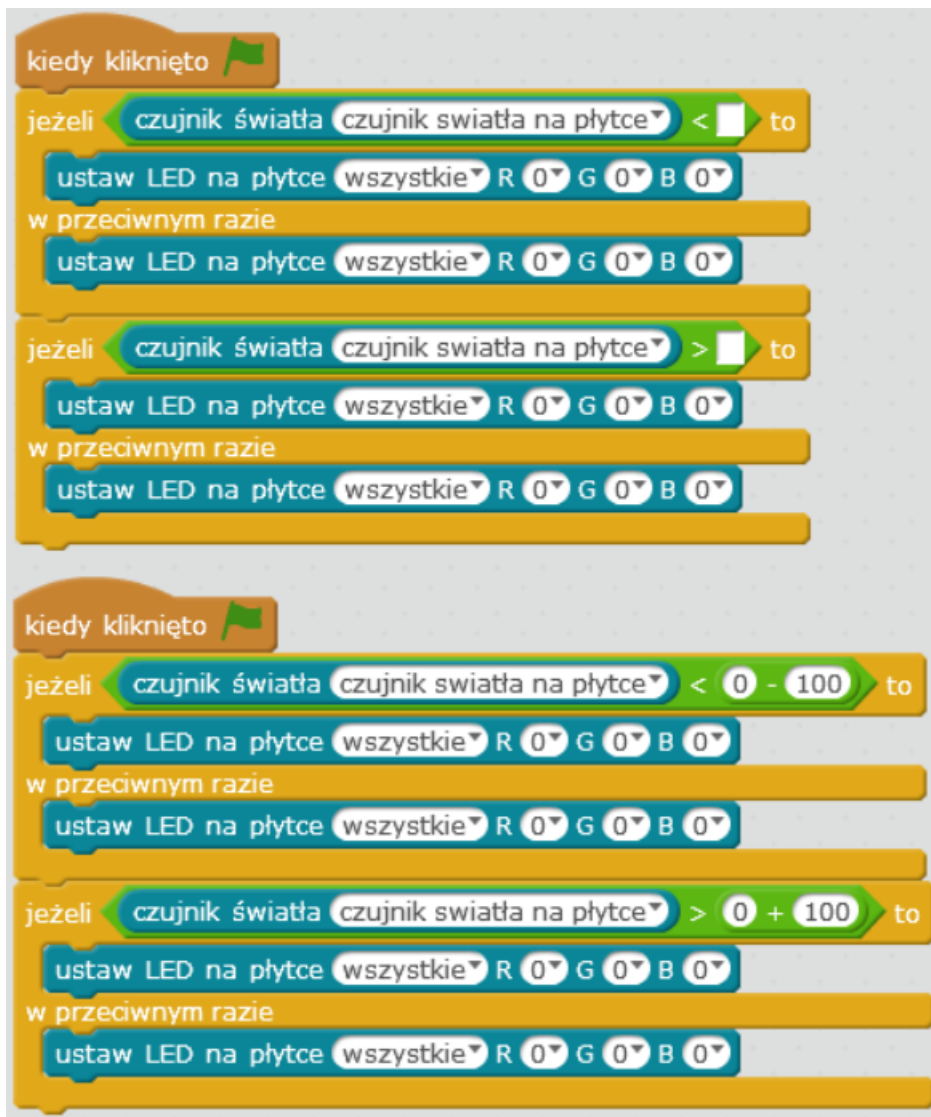 kiedy kliknięto
jeżeli czujnik światła czujnik swiatła na płytce < to
ustaw LED na płytce wszystkie R 0 G 0 B 0
w przeciwnym razie
ustaw LED na płytce wszystkie R 0 G 0 B 0
jeżeli czujnik światła czujnik swiatła na płytce > to
ustaw LED na płytce wszystkie R 0 G 0 B 0
w przeciwnym razie
ustaw LED na płytce wszystkie R 0 G 0 B 0
kiedy kliknięto
jeżeli czujnik światła czujnik swiatła na płytce < 0 - 100 to
ustaw LED na płytce wszystkie R 0 G 0 B 0
w przeciwnym razie
ustaw LED na płytce wszystkie R 0 G 0 B 0
jeżeli czujnik światła czujnik swiatła na płytce > 0 + 100 to
ustaw LED na płytce wszystkie R 0 G 0 B 0
w przeciwnym razie
ustaw LED na płytce wszystkie R 0 G 0 B 0